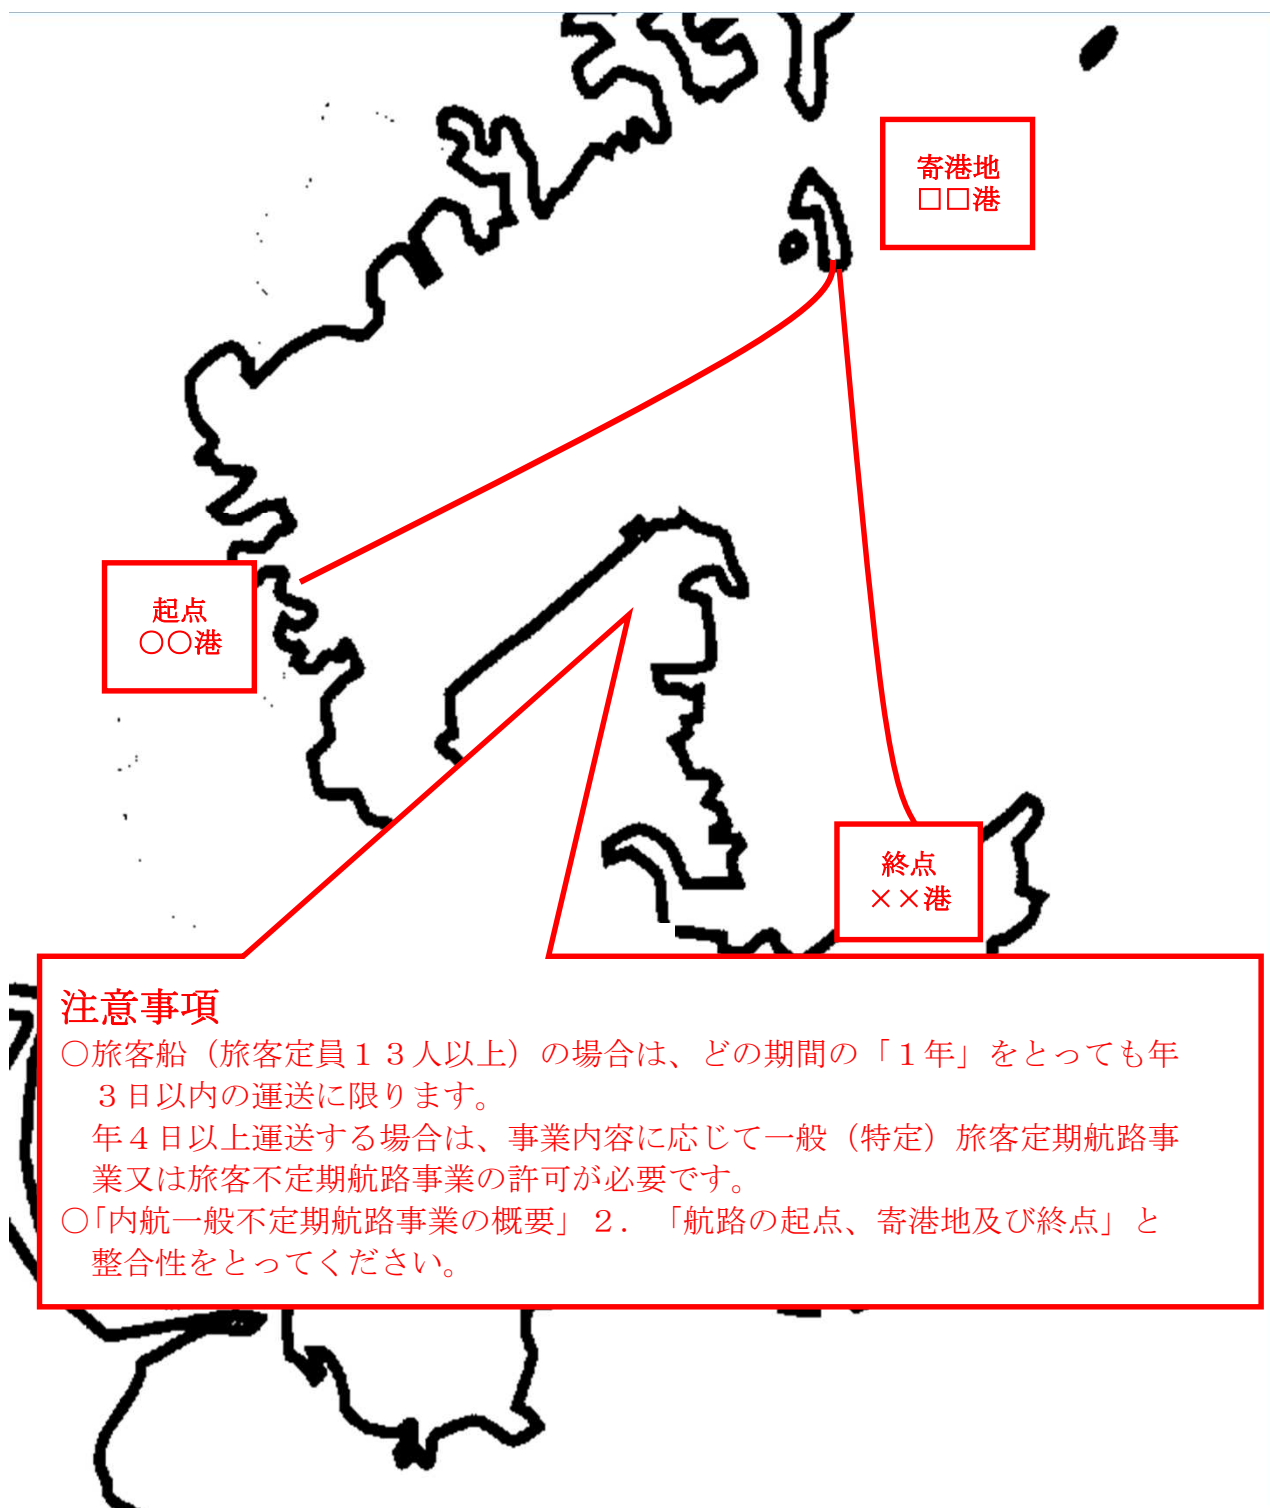 寄港地
□□港
起点
○○港
終点
××港
注意事項
○旅客船（旅客定員１３人以上）の場合は、どの期間の「１年」をとっても年
３日以内の運送に限ります。
年４日以上運送する場合は、事業内容に応じて一般（特定）旅客定期航路事
業又は旅客不定期航路事業の許可が必要です。
○「内航一般不定期航路事業の概要」２．「航路の起点、寄港地及び終点」と
整合性をとってください。